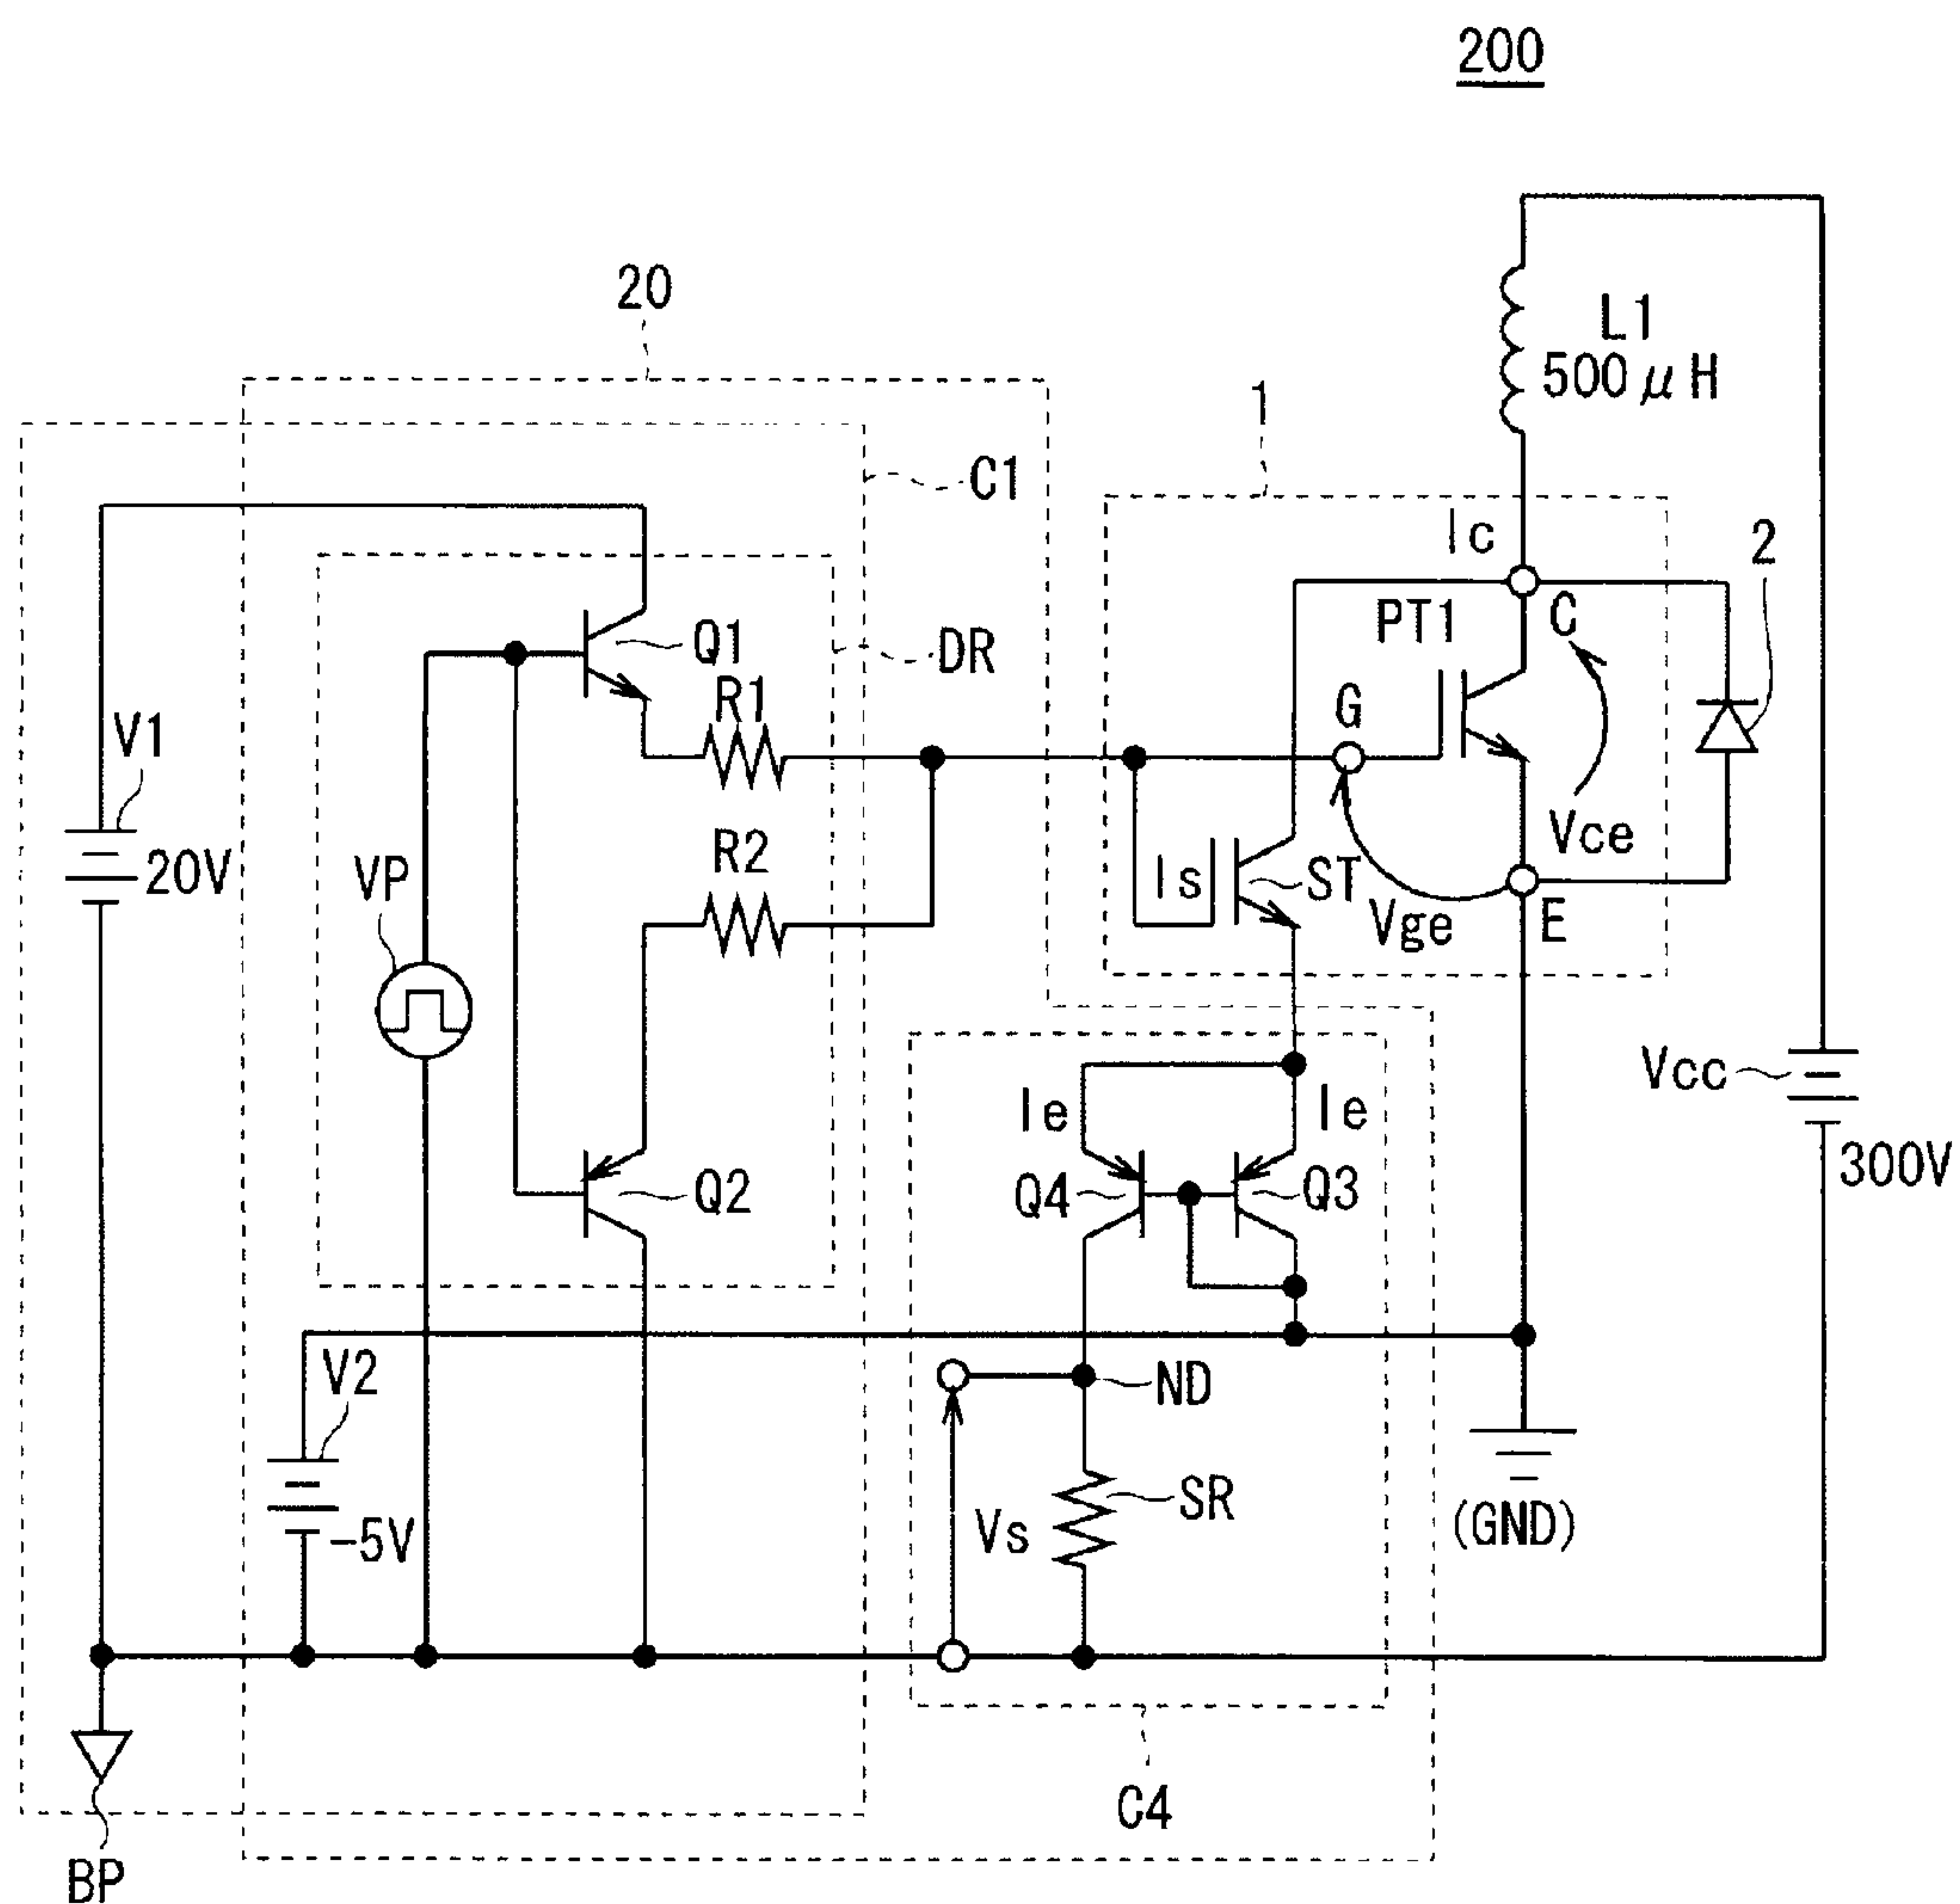 200
20
L1
500μH
1
C1
Ic
2
Q1
DR
PT1
C
R1
G
V1
20V
VP
R2
Is
ST
Vce
Vge
E
Vcc
300V
Ie
Ie
Q2
Q4
Q3
V2
-5V
ND
SR
Vs
(GND)
C4
BP